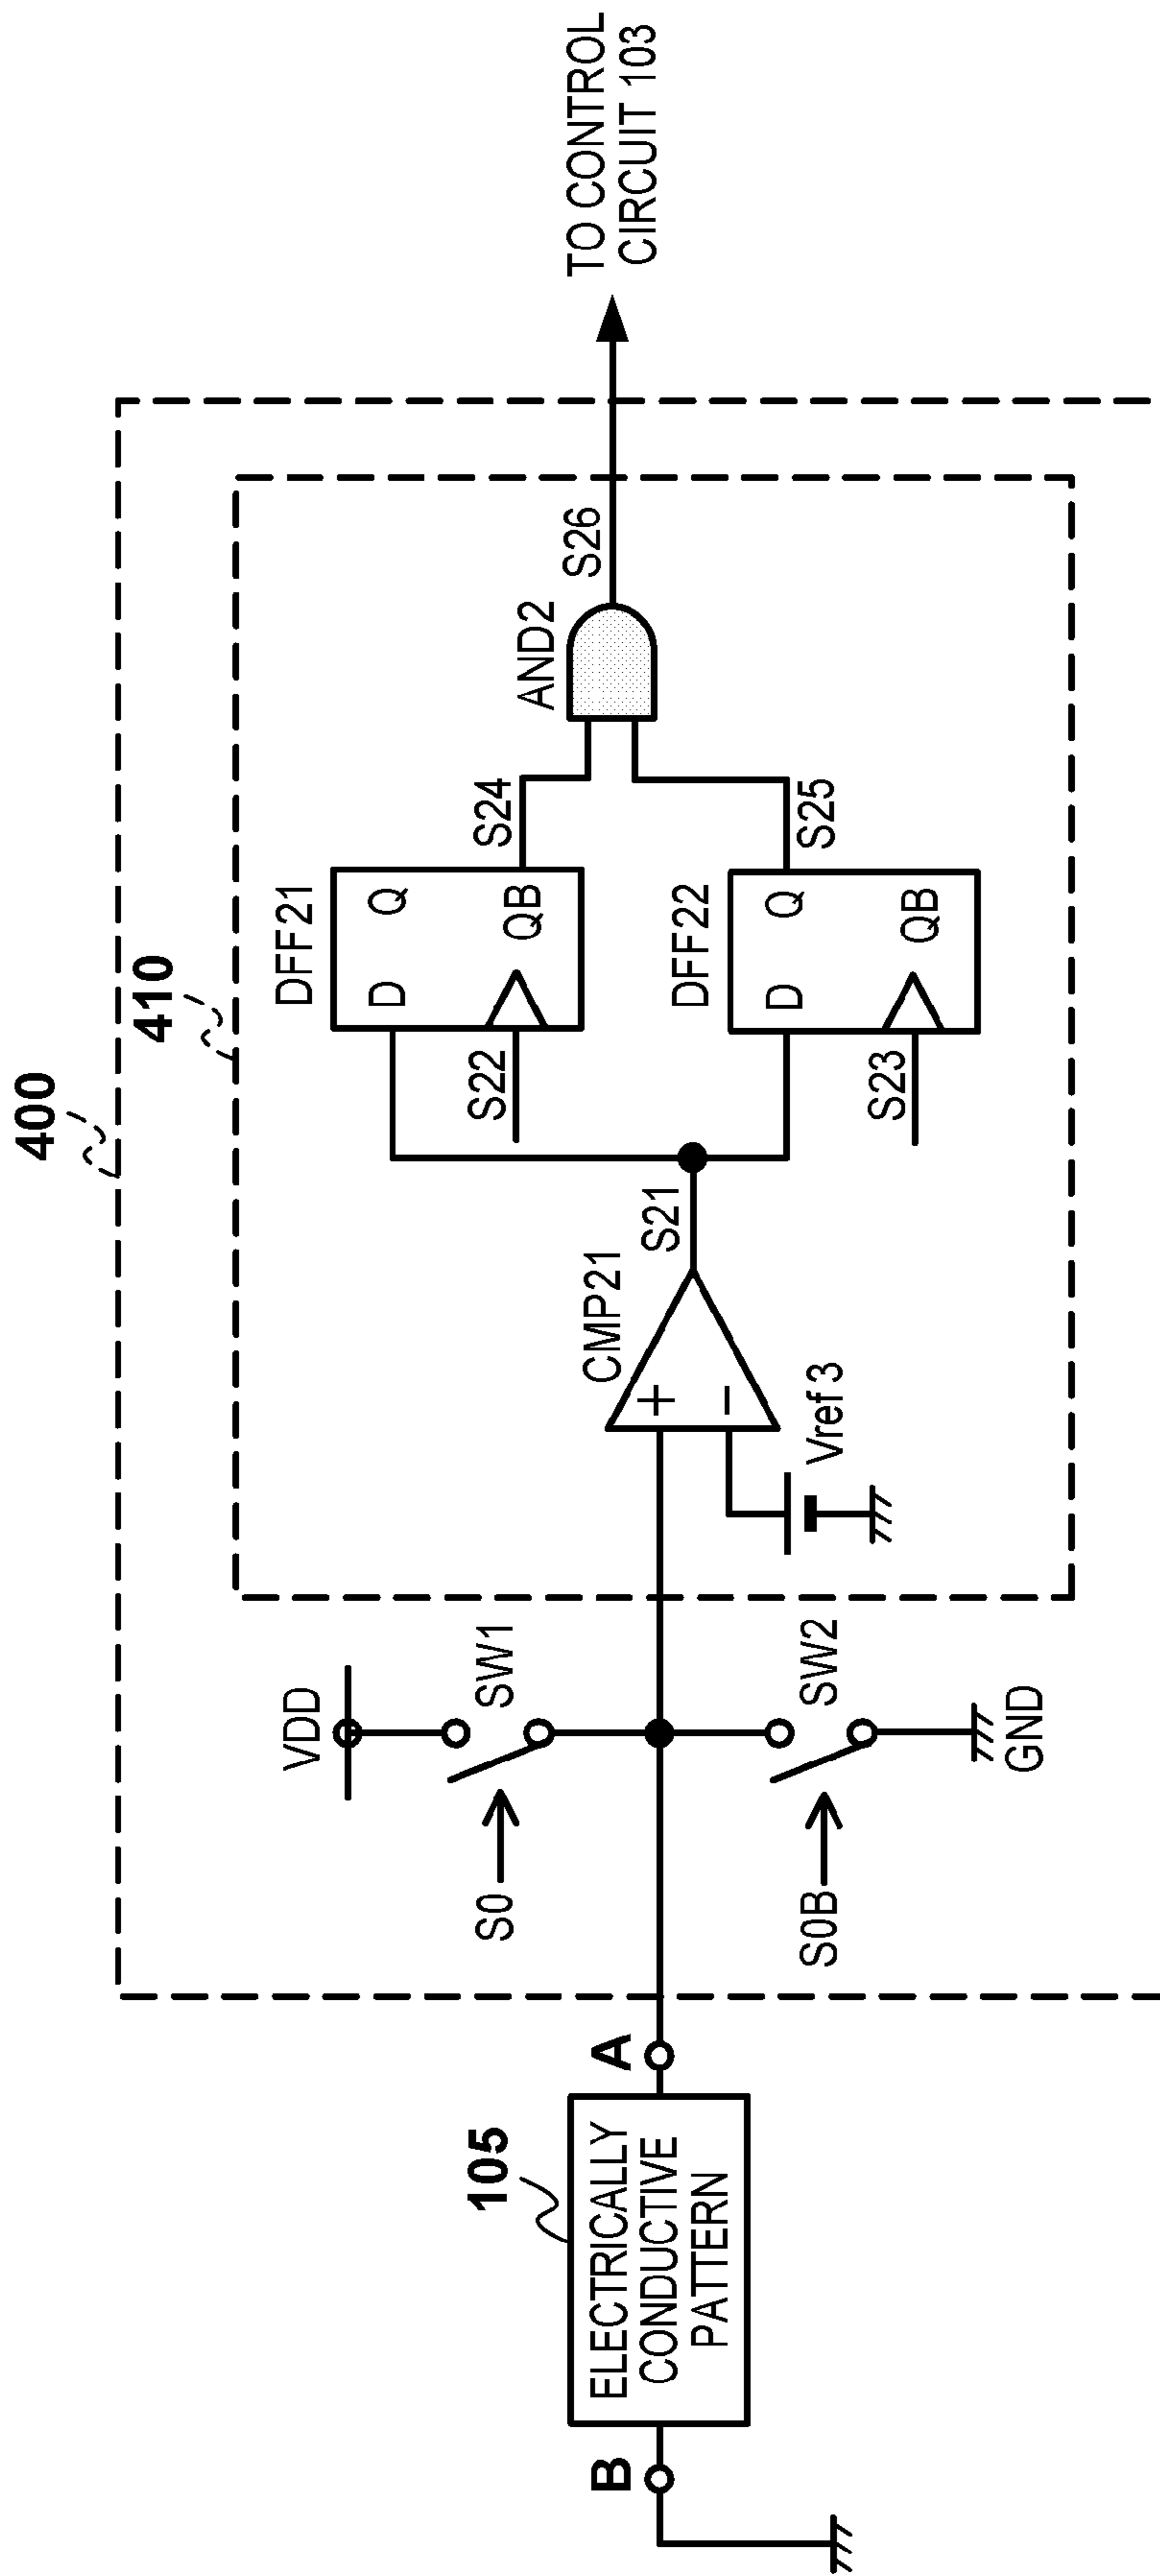 400
410
105
ELECTRICALLY
CONDUCTIVE
PATTERN
B
A
VDD
S0
SW1
S0B
SW2
GND
CMP21
+
−
Vref 3
S21
DFF21
D
Q
QB
S22
S24
DFF22
D
Q
QB
S23
S25
AND2
S26
TO CONTROL
CIRCUIT 103